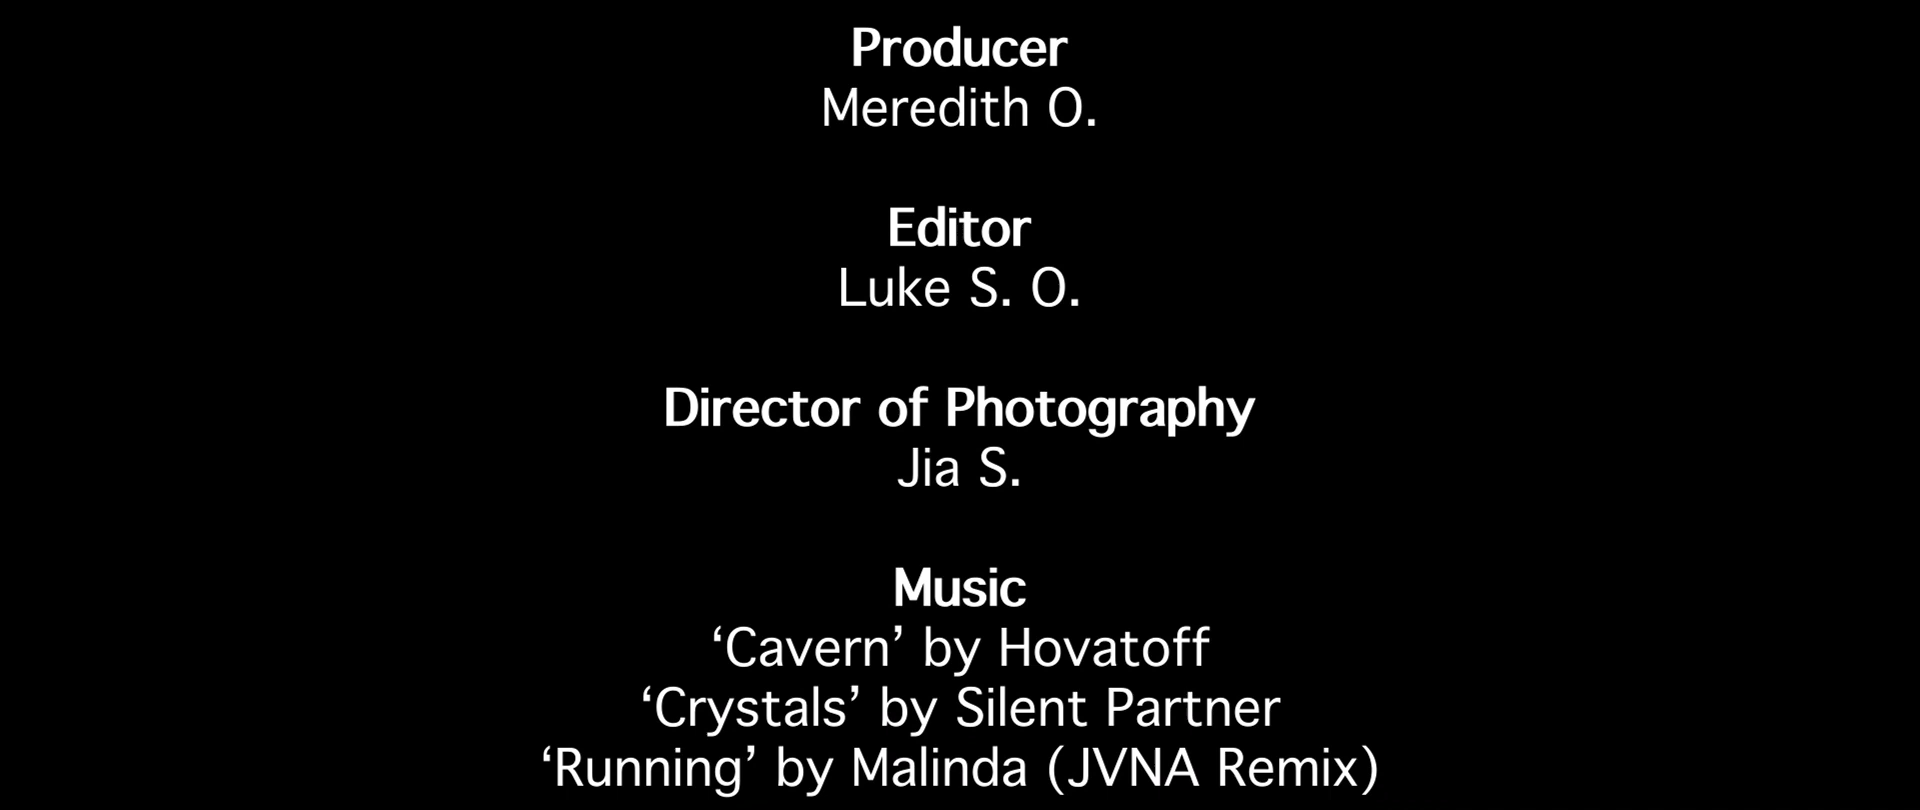 Producer
Meredith O.
Editor
Luke S. O.
Director of Photography
Jia S.
Music
‘Cavern’ by Hovatoff
‘Crystals’ by Silent Partner
‘Running’ by Malinda (JVNA Remix)